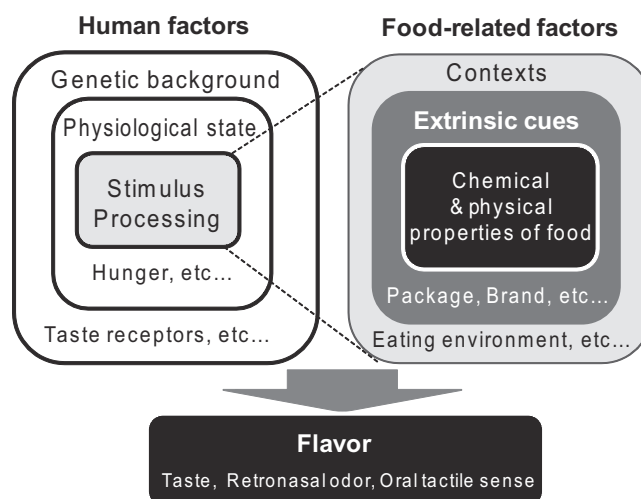 Human factors
Genetic background
Physiological state
Stimulus
Processing
Hunger, etc…
Taste receptors, etc…
Food-related factors
Contexts
Extrinsic cues
Chemical
& physical
properties of food
Package, Brand, etc…
Eating environment, etc…
Flavor
Taste, Retronasal odor, Oral tactile sense